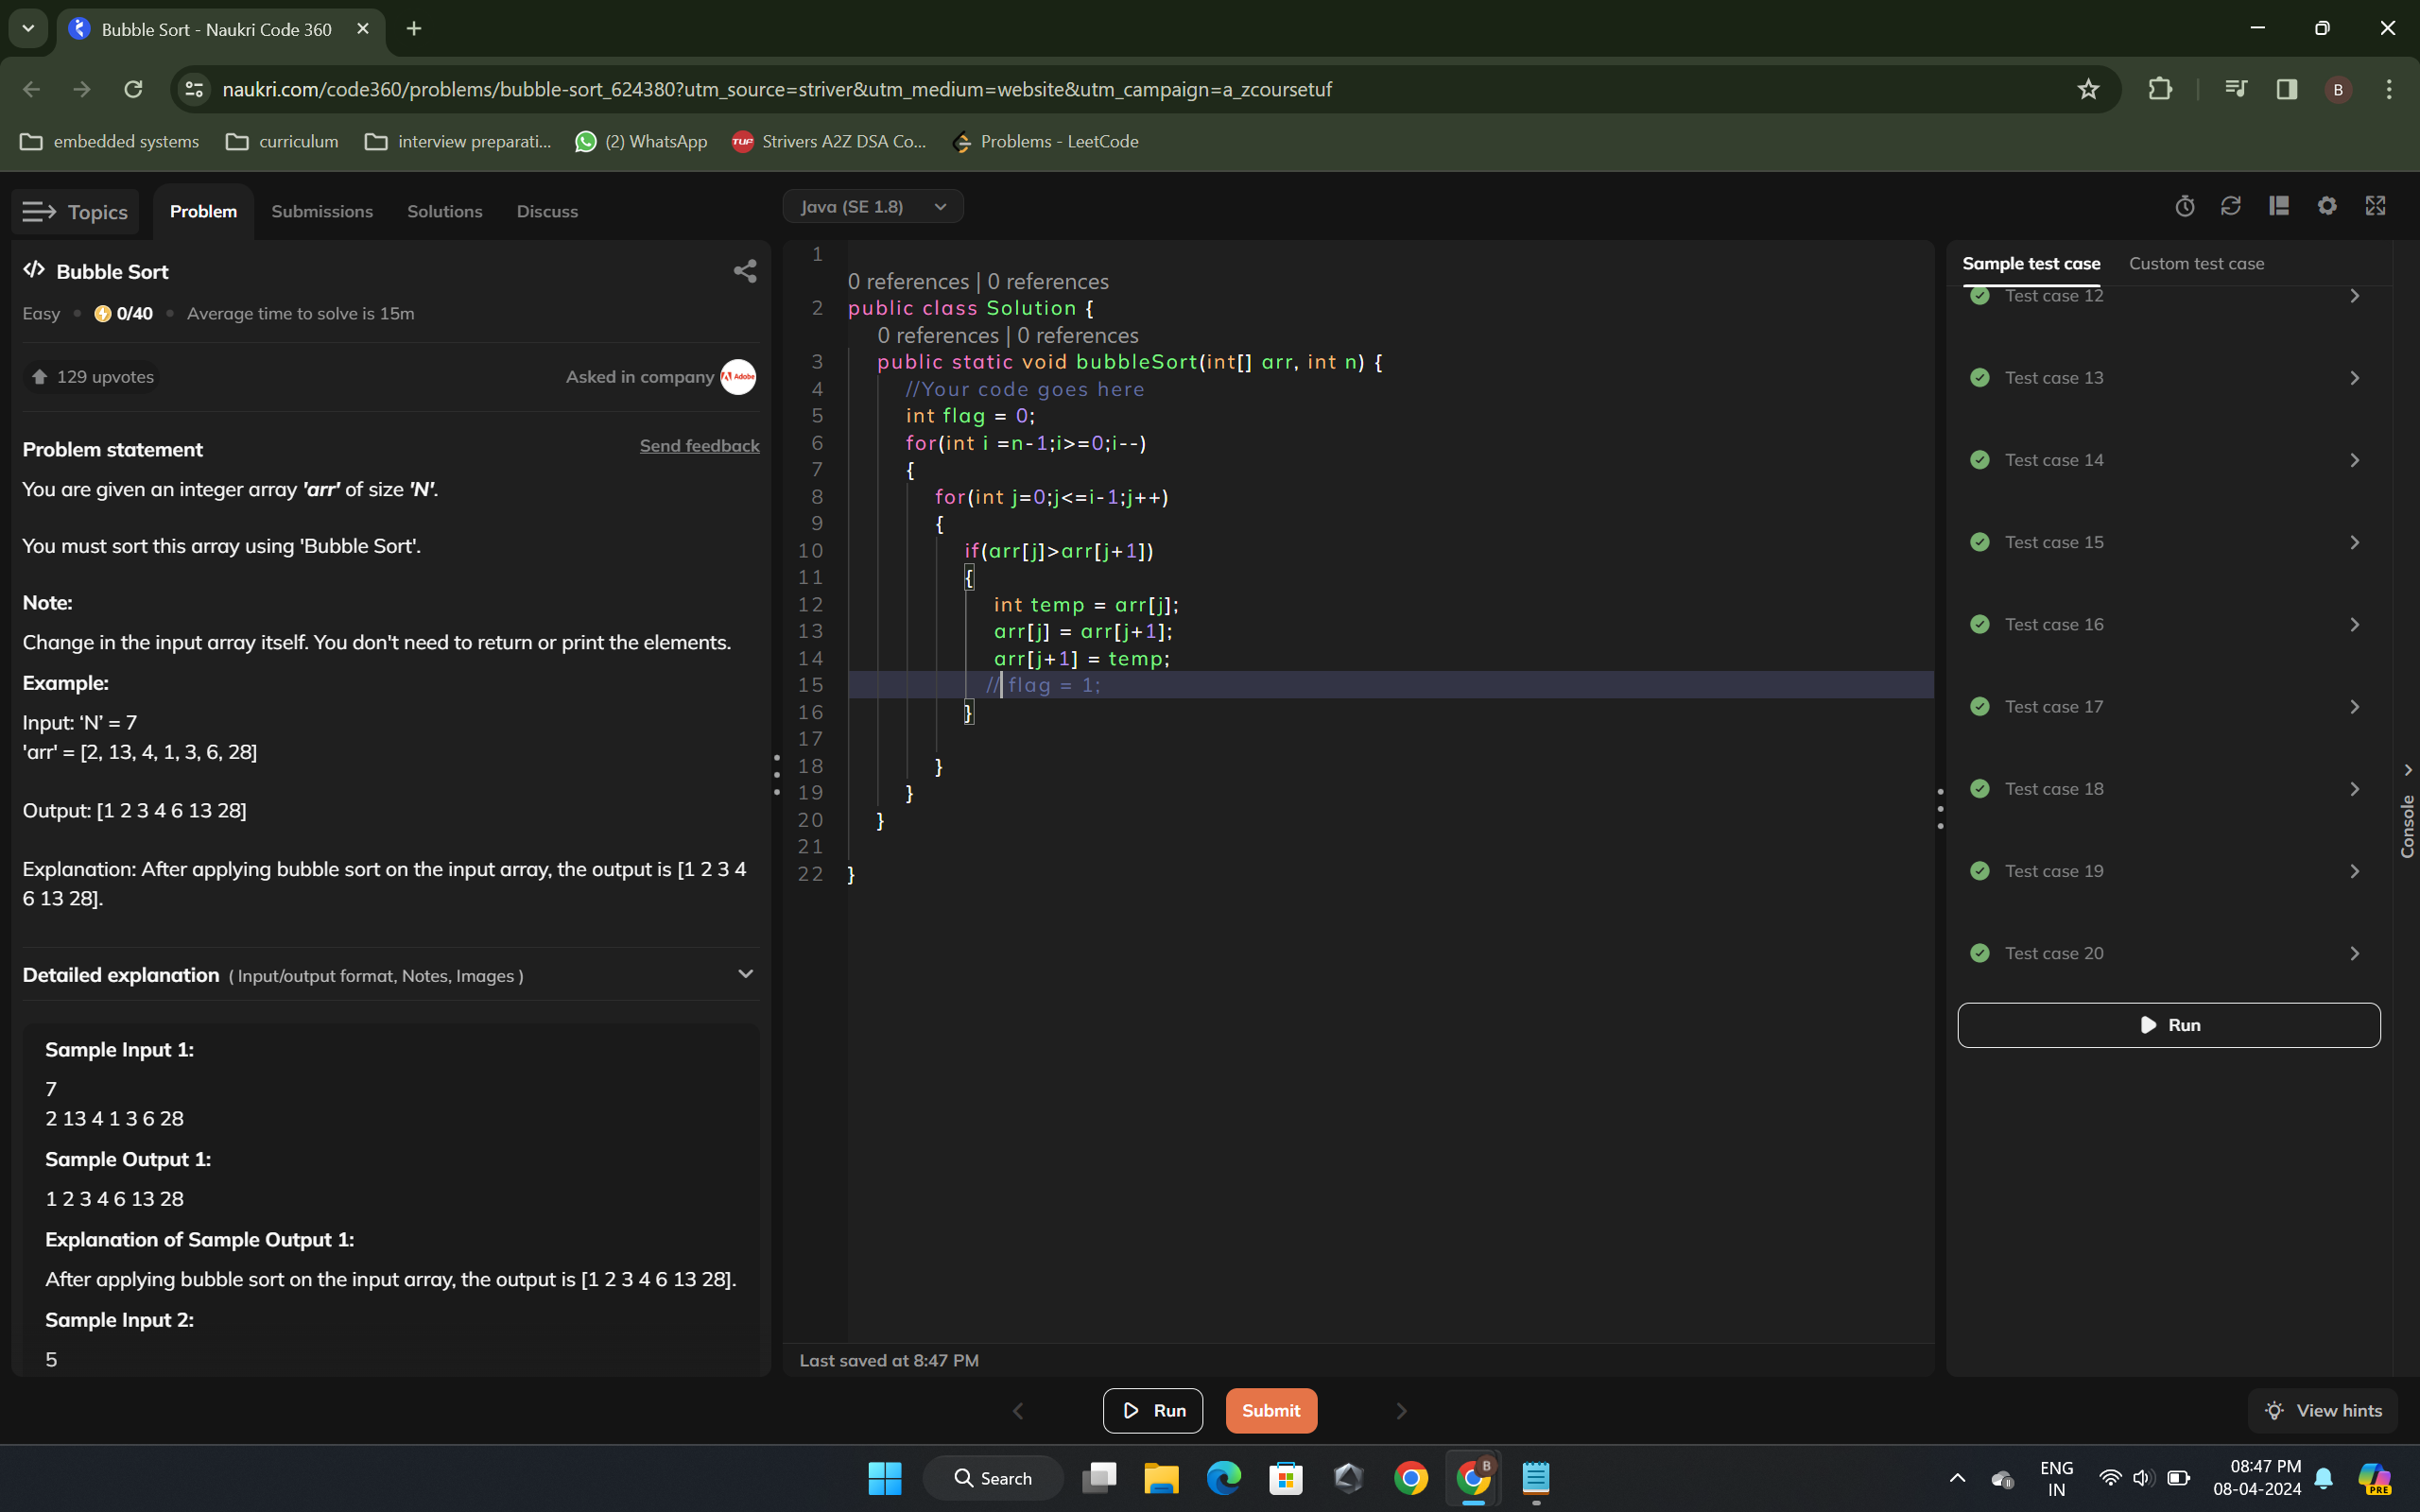 Bubble Sort - Naukri Code 360
naukri.com/code360/problems/bubble-sort_624380?utm_source=striver&utm_medium=website&utm_campaign=a_zcoursetuf
B
embedded systems
curriculum
interview preparati...
(2) WhatsApp
TUF
Strivers A2Z DSA Co...
Problems - LeetCode
Topics
Problem
Submissions
Solutions
Discuss
Java (SE 1.8)
Bubble Sort
Easy • 0/40 • Average time to solve is 15m
129 upvotes
Asked in company
Adobe
Problem statement
Send feedback
You are given an integer array 'arr' of size 'N'.
You must sort this array using 'Bubble Sort'.
Note:
Change in the input array itself. You don't need to return or print the elements.
Example:
Input: ‘N’ = 7
'arr' = [2, 13, 4, 1, 3, 6, 28]
Output: [1 2 3 4 6 13 28]
Explanation: After applying bubble sort on the input array, the output is [1 2 3 4
6 13 28].
Detailed explanation ( Input/output format, Notes, Images )
Sample Input 1:
7
2 13 4 1 3 6 28
Sample Output 1:
1 2 3 4 6 13 28
Explanation of Sample Output 1:
After applying bubble sort on the input array, the output is [1 2 3 4 6 13 28].
Sample Input 2:
5
1
0 references | 0 references
2 public class Solution {
0 references | 0 references
3 public static void bubbleSort(int[] arr, int n) {
4 //Your code goes here
5 int flag = 0;
6 for(int i =n-1;i>=0;i--)
7 {
8 for(int j=0;j<=i-1;j++)
9 {
10 if(arr[j]>arr[j+1])
11 {
12 int temp = arr[j];
13 arr[j] = arr[j+1];
14 arr[j+1] = temp;
15 // flag = 1;
16 }
17
18 }
19 }
20 }
21
22 }
Last saved at 8:47 PM
Sample test case
Custom test case
Test case 12
Test case 13
Test case 14
Test case 15
Test case 16
Test case 17
Test case 18
Test case 19
Test case 20
Run
Console
Run
Submit
View hints
Search
B
ENG
IN
08:47 PM
08-04-2024
PRE